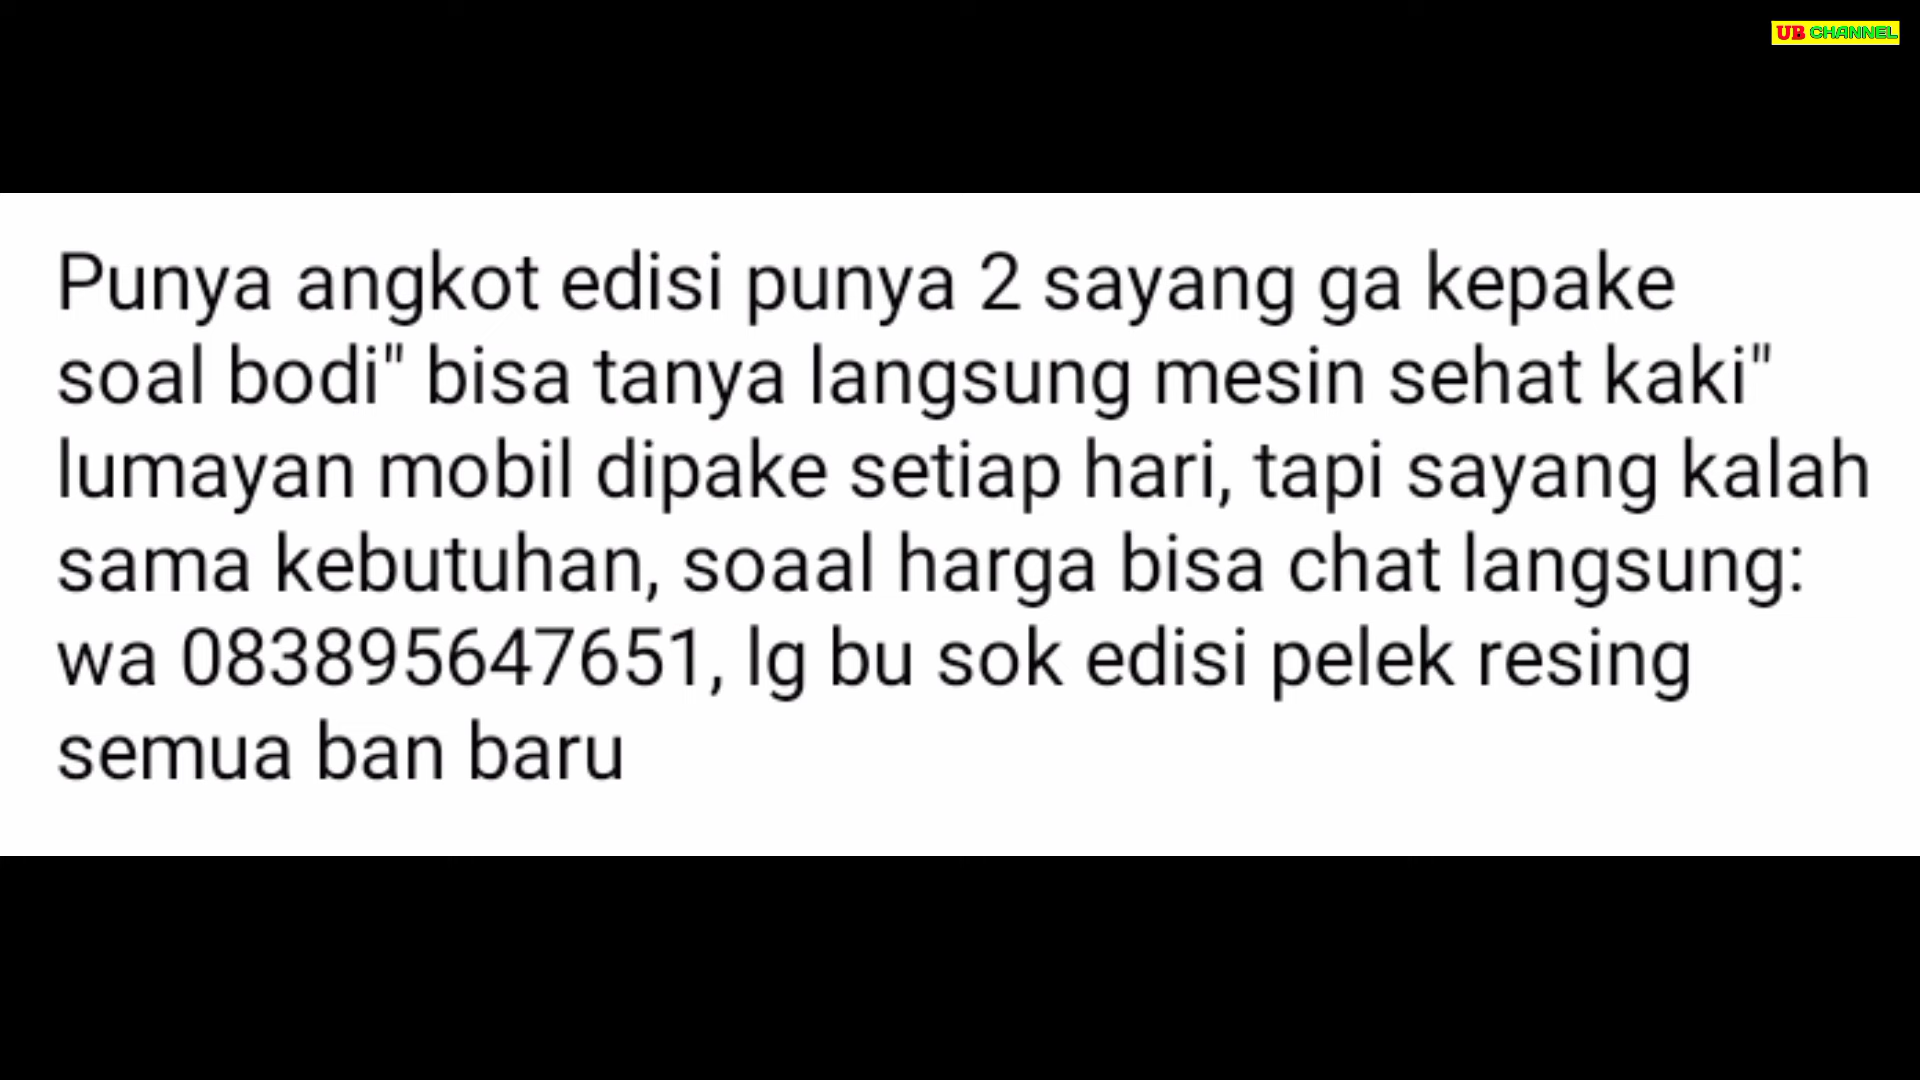 UB CHANNEL
Punya angkot edisi punya 2 sayang ga kepake
soal bodi" bisa tanya langsung mesin sehat kaki"
lumayan mobil dipake setiap hari, tapi sayang kalah
sama kebutuhan, soaal harga bisa chat langsung:
wa 083895647651, lg bu sok edisi pelek resing
semua ban baru